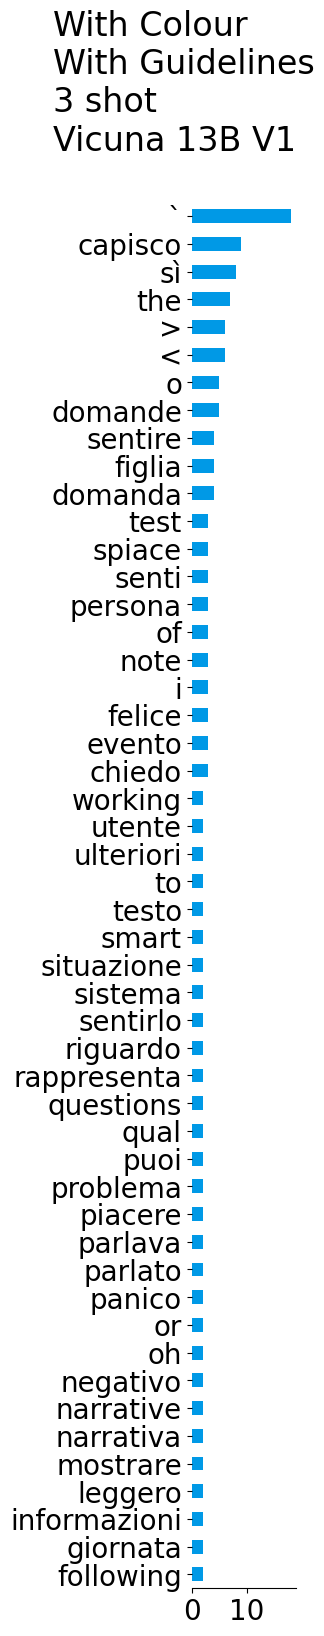 With Colour
With Guidelines
3 shot
Vicuna 13B V1
`
capisco
sì
the
>
<
o
domande
sentire
figlia
domanda
test
spiace
senti
persona
of
note
i
felice
evento
chiedo
working
utente
ulteriori
to
testo
smart
situazione
sistema
sentirlo
riguardo
rappresenta
questions
qual
puoi
problema
piacere
parlava
parlato
panico
or
oh
negativo
narrative
narrativa
mostrare
leggero
informazioni
giornata
following
0 10